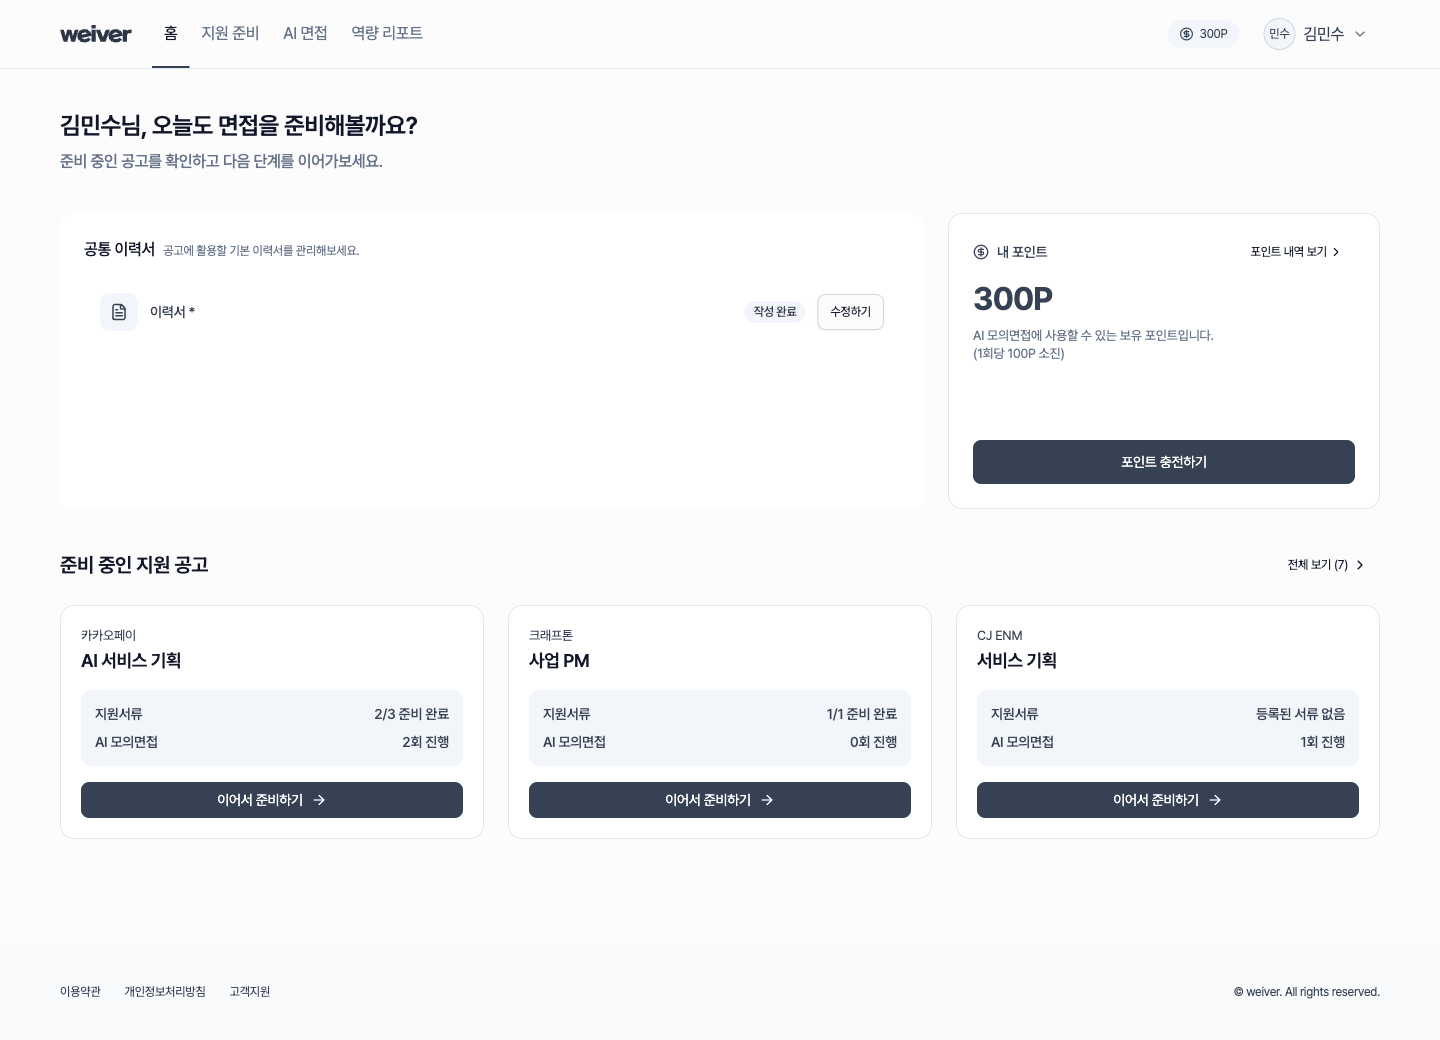 weiver 홈 지원 준비 AI 면접 역량 리포트 300P 민수 김민수
김민수님, 오늘도 면접을 준비해볼까요?
준비 중인 공고를 확인하고 다음 단계를 이어가보세요.
공통 이력서 공고에 활용할 기본 이력서를 관리해보세요.
이력서 * 작성 완료 수정하기
내 포인트 포인트 내역 보기
300P
AI 모의면접에 사용할 수 있는 보유 포인트입니다.
(1회당 100P 소진)
포인트 충전하기
준비 중인 지원 공고 전체 보기 (7)
카카오페이
AI 서비스 기획
지원서류 2/3 준비 완료
AI 모의면접 2회 진행
이어서 준비하기
크래프톤
사업 PM
지원서류 1/1 준비 완료
AI 모의면접 0회 진행
이어서 준비하기
CJ ENM
서비스 기획
지원서류 등록된 서류 없음
AI 모의면접 1회 진행
이어서 준비하기
이용약관 개인정보처리방침 고객지원 © weiver. All rights reserved.